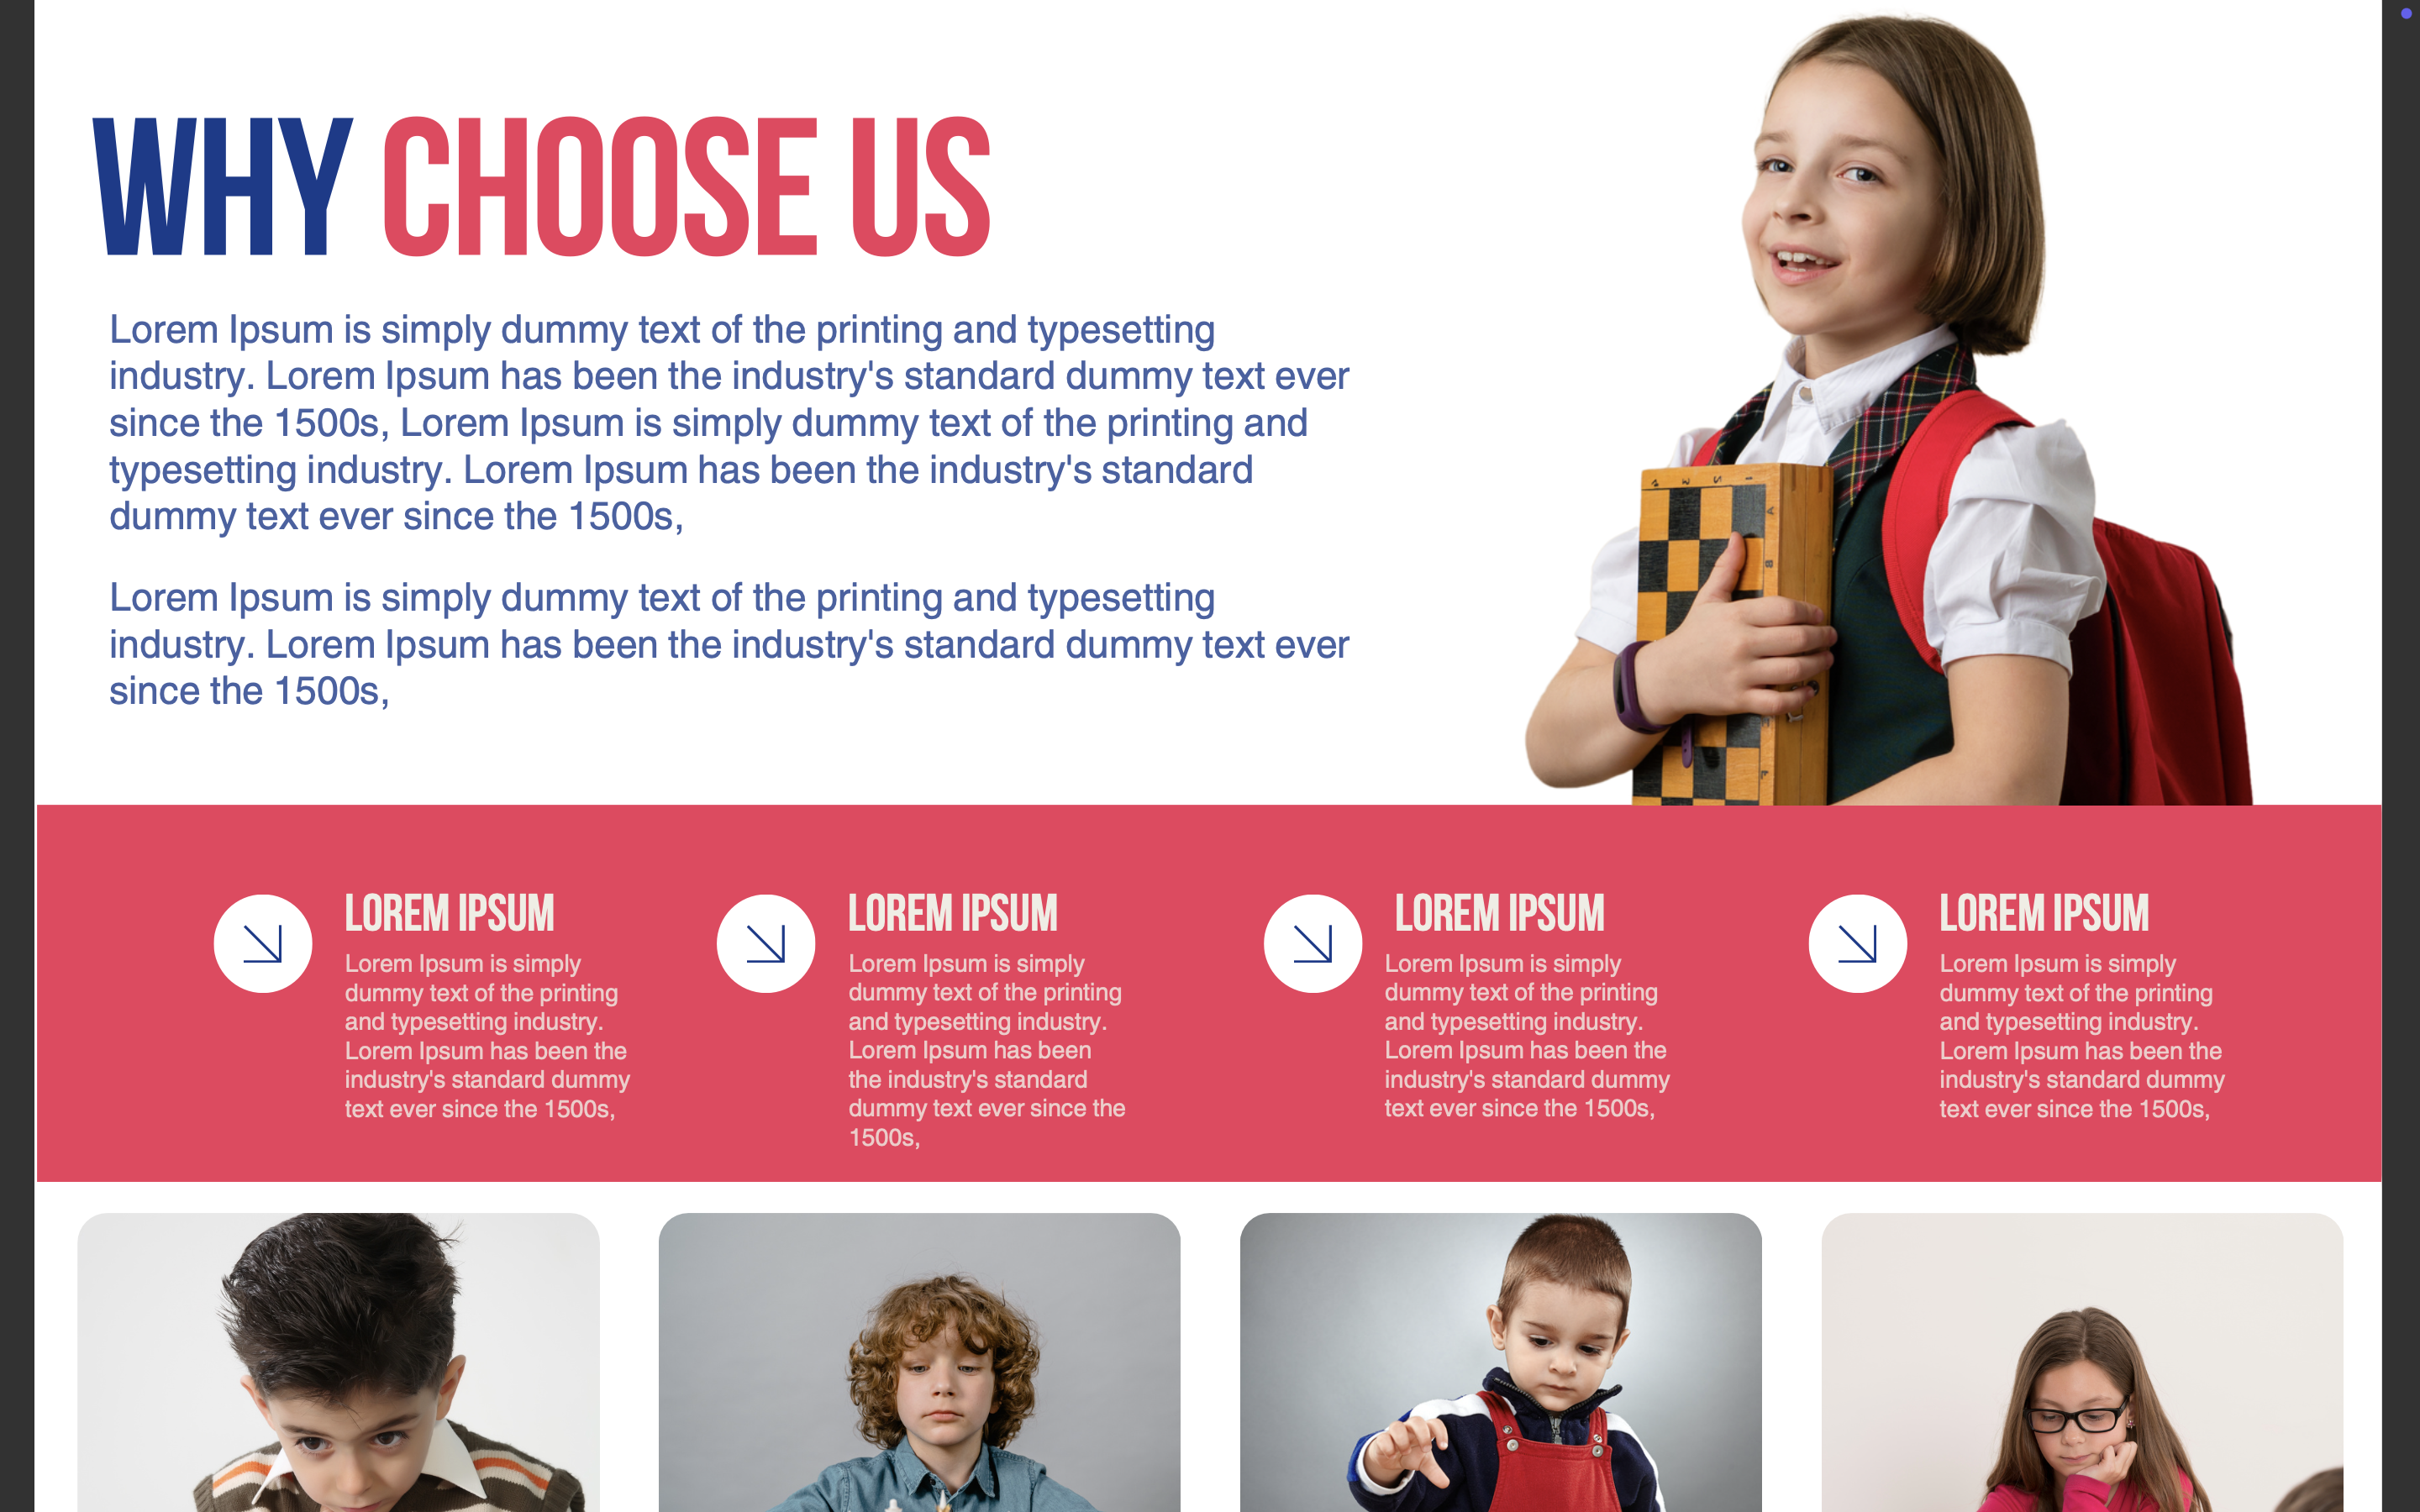 WHY CHOOSE US
Lorem Ipsum is simply dummy text of the printing and typesetting
industry. Lorem Ipsum has been the industry's standard dummy text ever
since the 1500s, Lorem Ipsum is simply dummy text of the printing and
typesetting industry. Lorem Ipsum has been the industry's standard
dummy text ever since the 1500s,
Lorem Ipsum is simply dummy text of the printing and typesetting
industry. Lorem Ipsum has been the industry's standard dummy text ever
since the 1500s,
LOREM IPSUM
Lorem Ipsum is simply
dummy text of the printing
and typesetting industry.
Lorem Ipsum has been the
industry's standard dummy
text ever since the 1500s,
LOREM IPSUM
Lorem Ipsum is simply
dummy text of the printing
and typesetting industry.
Lorem Ipsum has been
the industry's standard
dummy text ever since the
1500s,
LOREM IPSUM
Lorem Ipsum is simply
dummy text of the printing
and typesetting industry.
Lorem Ipsum has been the
industry's standard dummy
text ever since the 1500s,
LOREM IPSUM
Lorem Ipsum is simply
dummy text of the printing
and typesetting industry.
Lorem Ipsum has been the
industry's standard dummy
text ever since the 1500s,